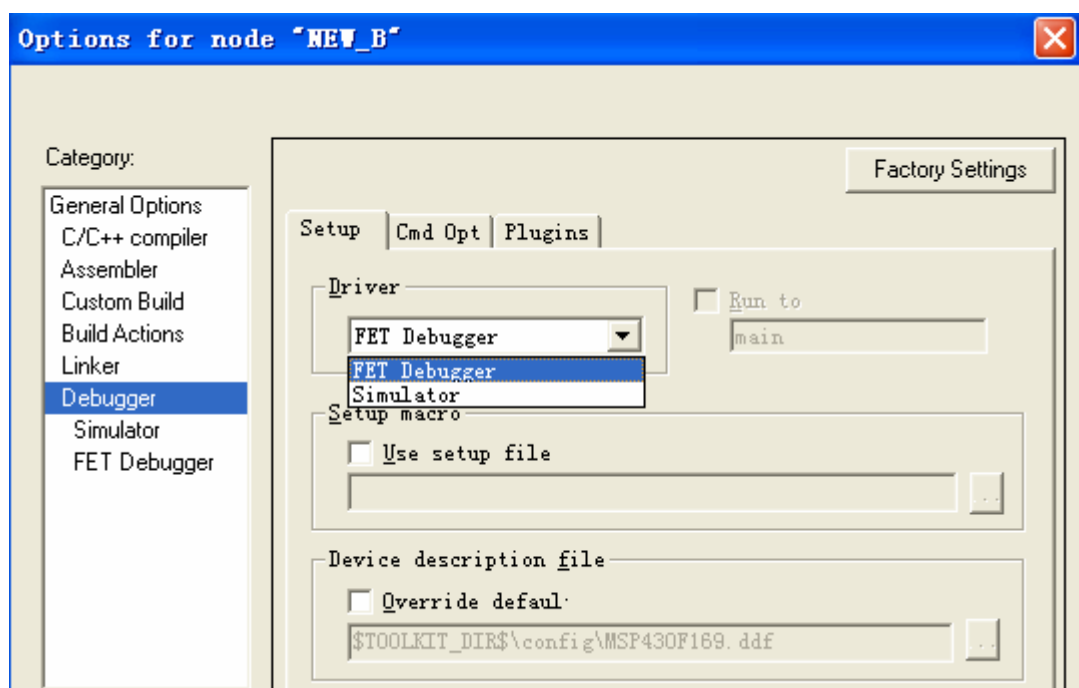 Options for node "NEW_B"
Category:
General Options
C/C++ compiler
Assembler
Custom Build
Build Actions
Linker
Debugger
Simulator
FET Debugger
Factory Settings
Setup
Cmd Opt
Plugins
Driver
FET Debugger
FET Debugger
Simulator
Run to
main
Setup macro
Use setup file
...
Device description file
Override defaul
$TOOLKIT_DIR$\config\MSP430F169.ddf
...